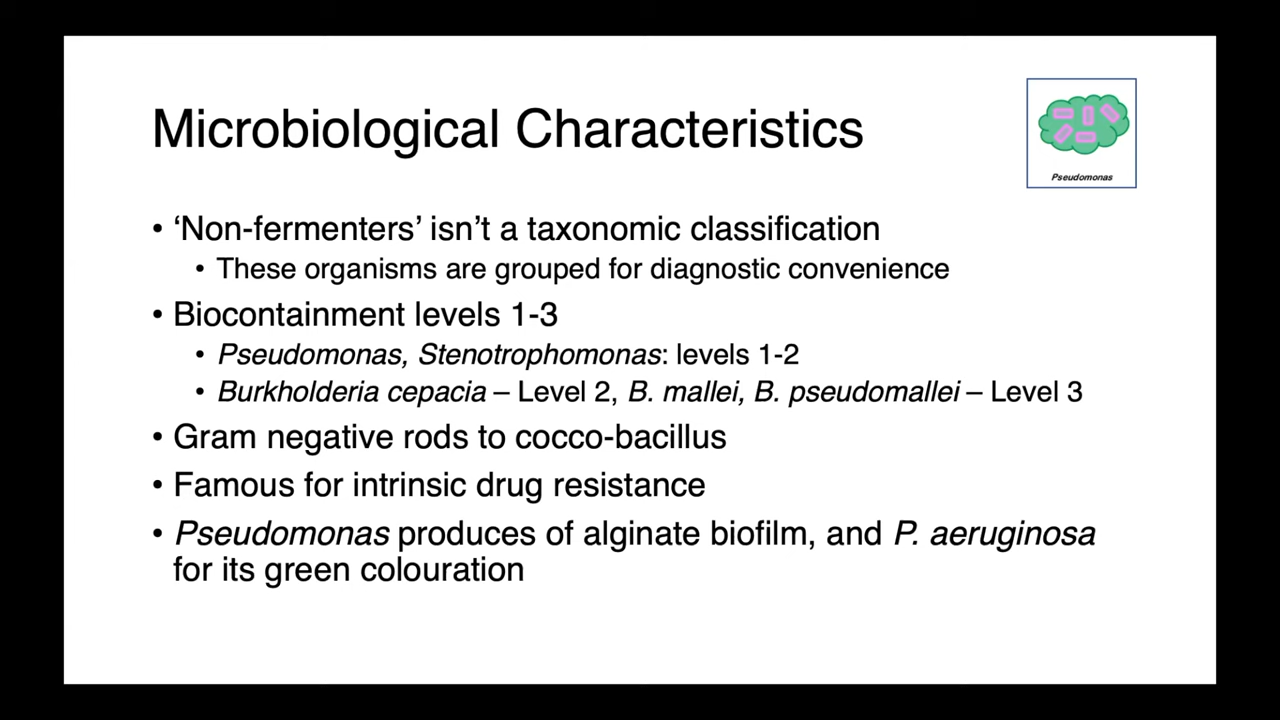 Microbiological Characteristics
Pseudomonas
• ‘Non-fermenters’ isn’t a taxonomic classification
• These organisms are grouped for diagnostic convenience
• Biocontainment levels 1-3
• Pseudomonas, Stenotrophomonas: levels 1-2
• Burkholderia cepacia – Level 2, B. mallei, B. pseudomallei – Level 3
• Gram negative rods to cocco-bacillus
• Famous for intrinsic drug resistance
• Pseudomonas produces of alginate biofilm, and P. aeruginosa
for its green colouration